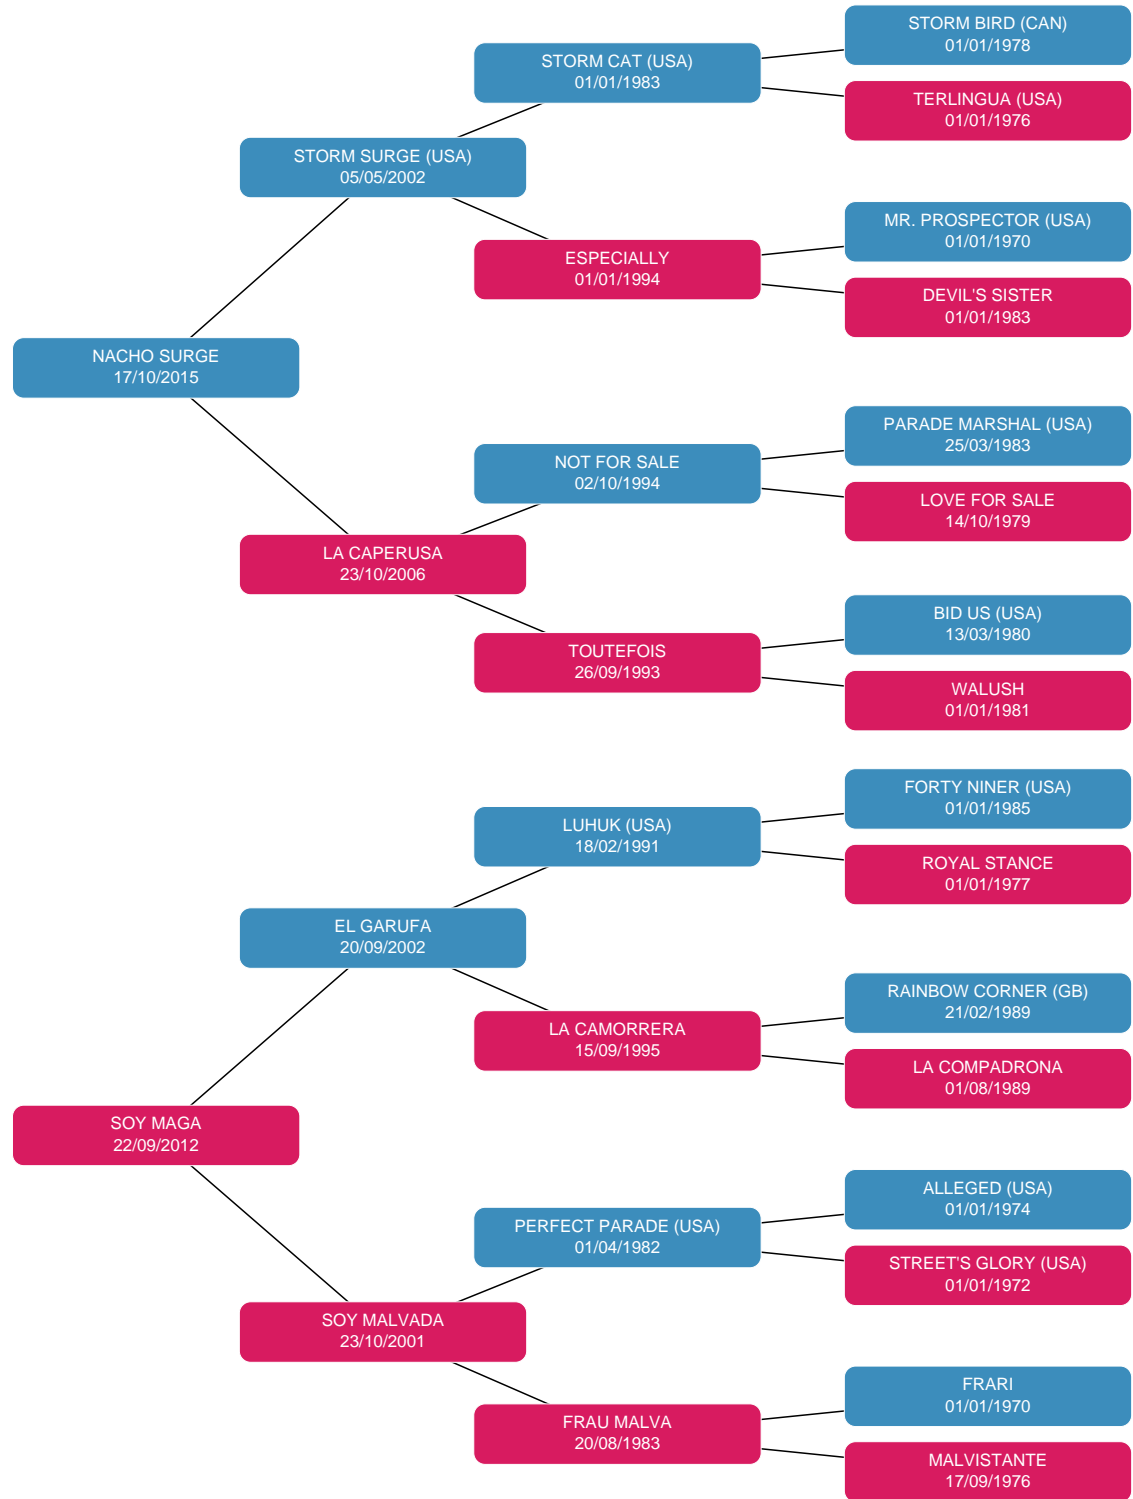 STORM BIRD (CAN)
01/01/1978
STORM CAT (USA)
01/01/1983
TERLINGUA (USA)
01/01/1976
STORM SURGE (USA)
05/05/2002
MR. PROSPECTOR (USA)
01/01/1970
ESPECIALLY
01/01/1994
DEVIL'S SISTER
01/01/1983
NACHO SURGE
17/10/2015
PARADE MARSHAL (USA)
25/03/1983
NOT FOR SALE
02/10/1994
LOVE FOR SALE
14/10/1979
LA CAPERUSA
23/10/2006
BID US (USA)
13/03/1980
TOUTEFOIS
26/09/1993
WALUSH
01/01/1981
FORTY NINER (USA)
01/01/1985
LUHUK (USA)
18/02/1991
ROYAL STANCE
01/01/1977
EL GARUFA
20/09/2002
RAINBOW CORNER (GB)
21/02/1989
LA CAMORRERA
15/09/1995
LA COMPADRONA
01/08/1989
SOY MAGA
22/09/2012
ALLEGED (USA)
01/01/1974
PERFECT PARADE (USA)
01/04/1982
STREET'S GLORY (USA)
01/01/1972
SOY MALVADA
23/10/2001
FRARI
01/01/1970
FRAU MALVA
20/08/1983
MALVISTANTE
17/09/1976